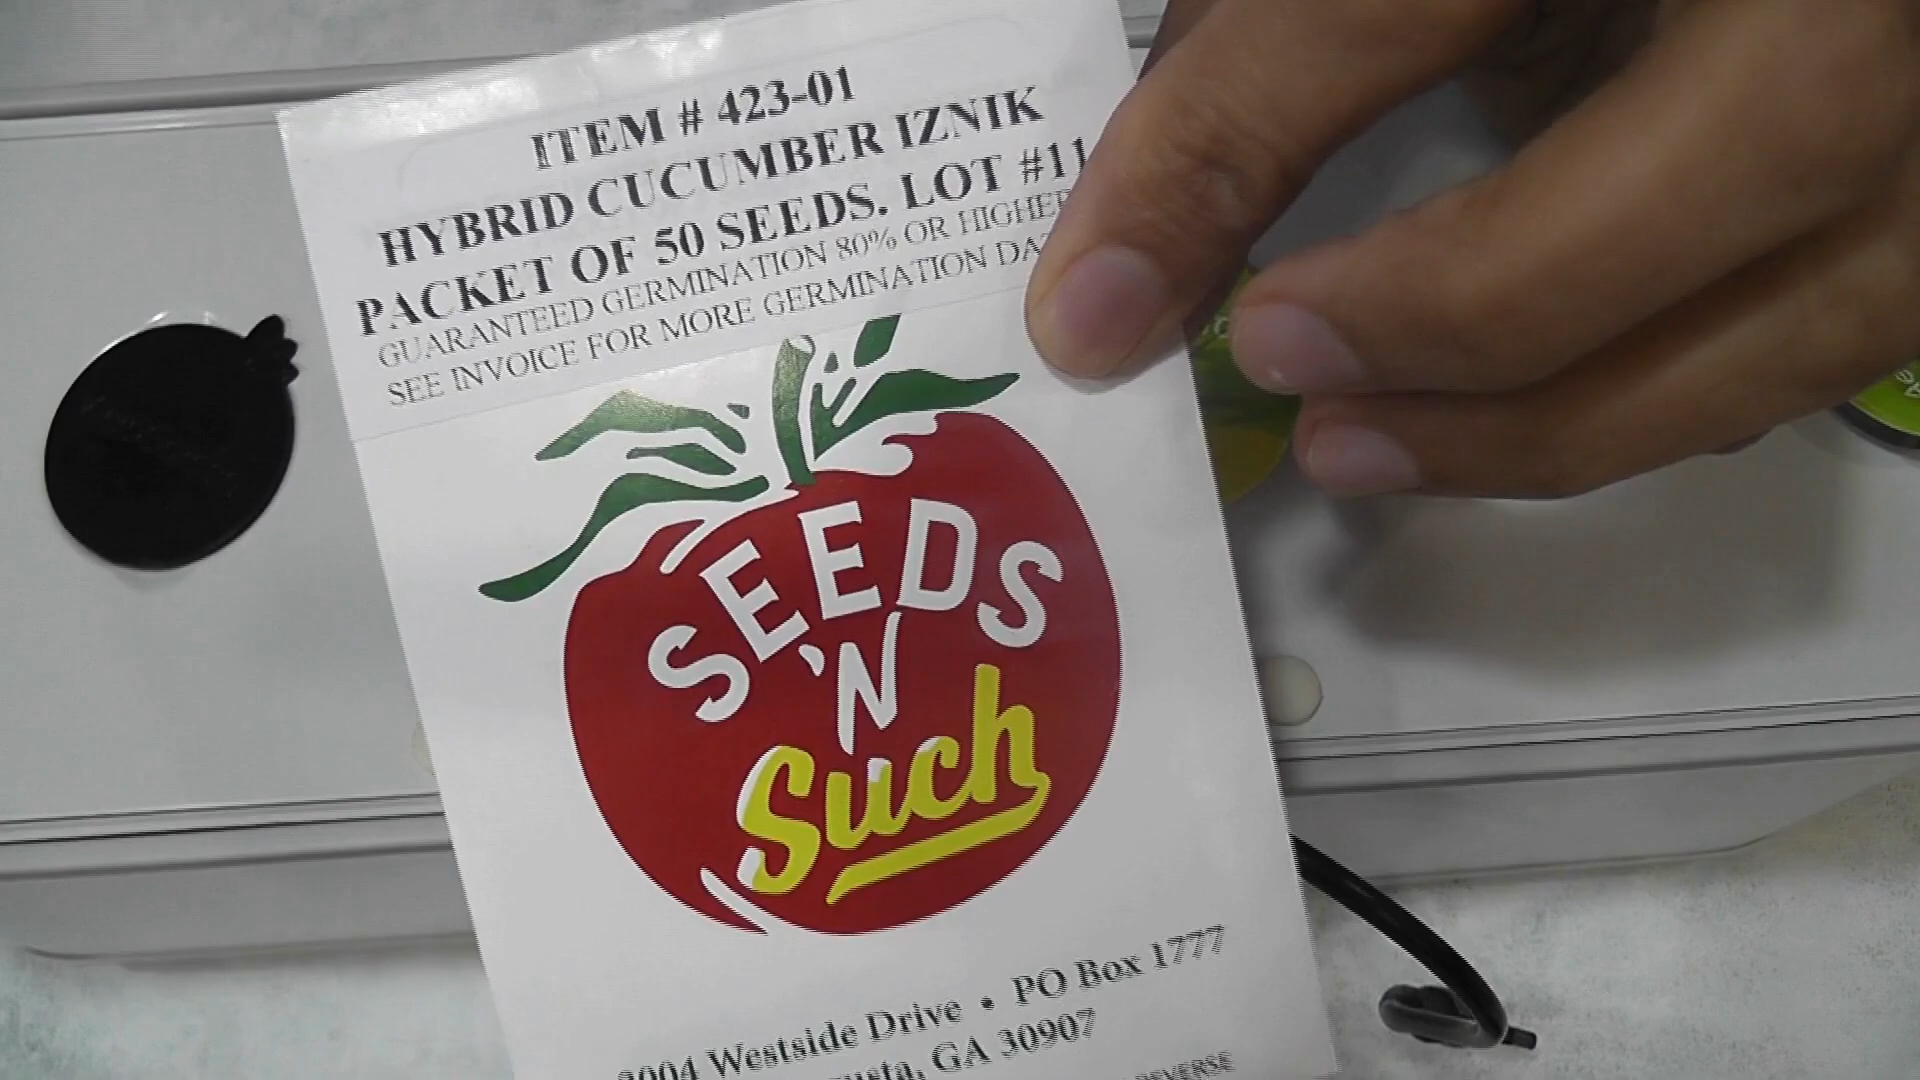 ITEM # 423-01
HYBRID CUCUMBER IZNIK
PACKET OF 50 SEEDS. LOT #11
GUARANTEED GERMINATION 80% OR HIGHER
SEE INVOICE FOR MORE GERMINATION
SEEDS
'N
Such
Westside Drive • PO Box 1777
GA 30907